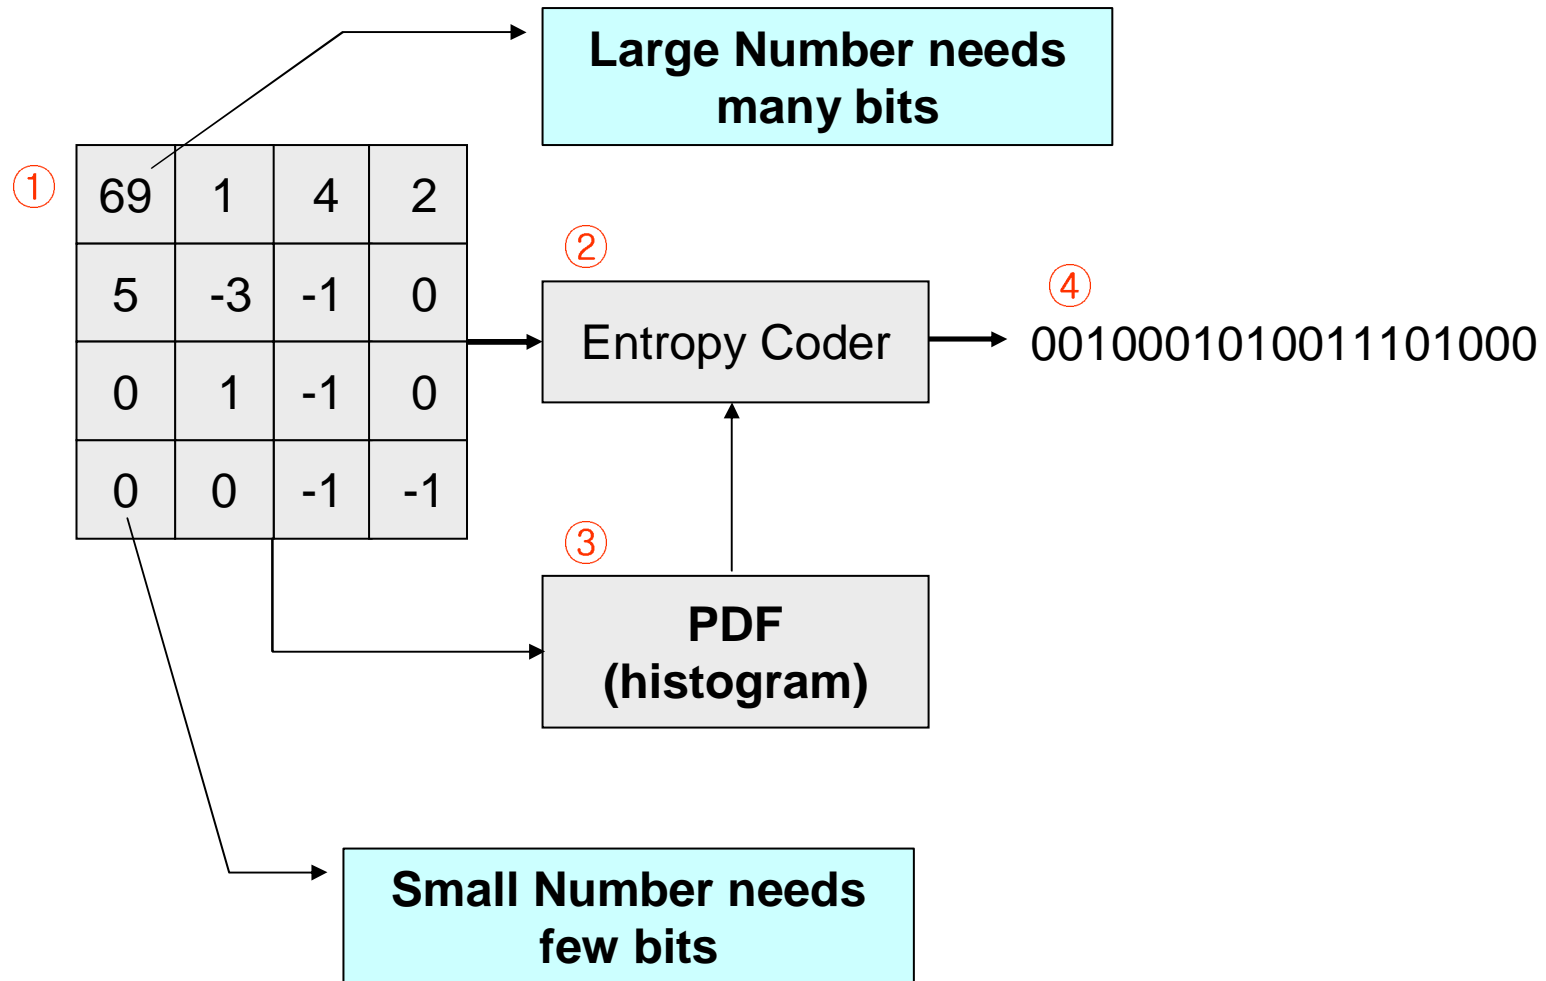 Large Number needs
many bits
①
69 1 4 2
5 -3 -1 0
0 1 -1 0
0 0 -1 -1
②
Entropy Coder
④
0010001010011101000
③
PDF
(histogram)
Small Number needs
few bits